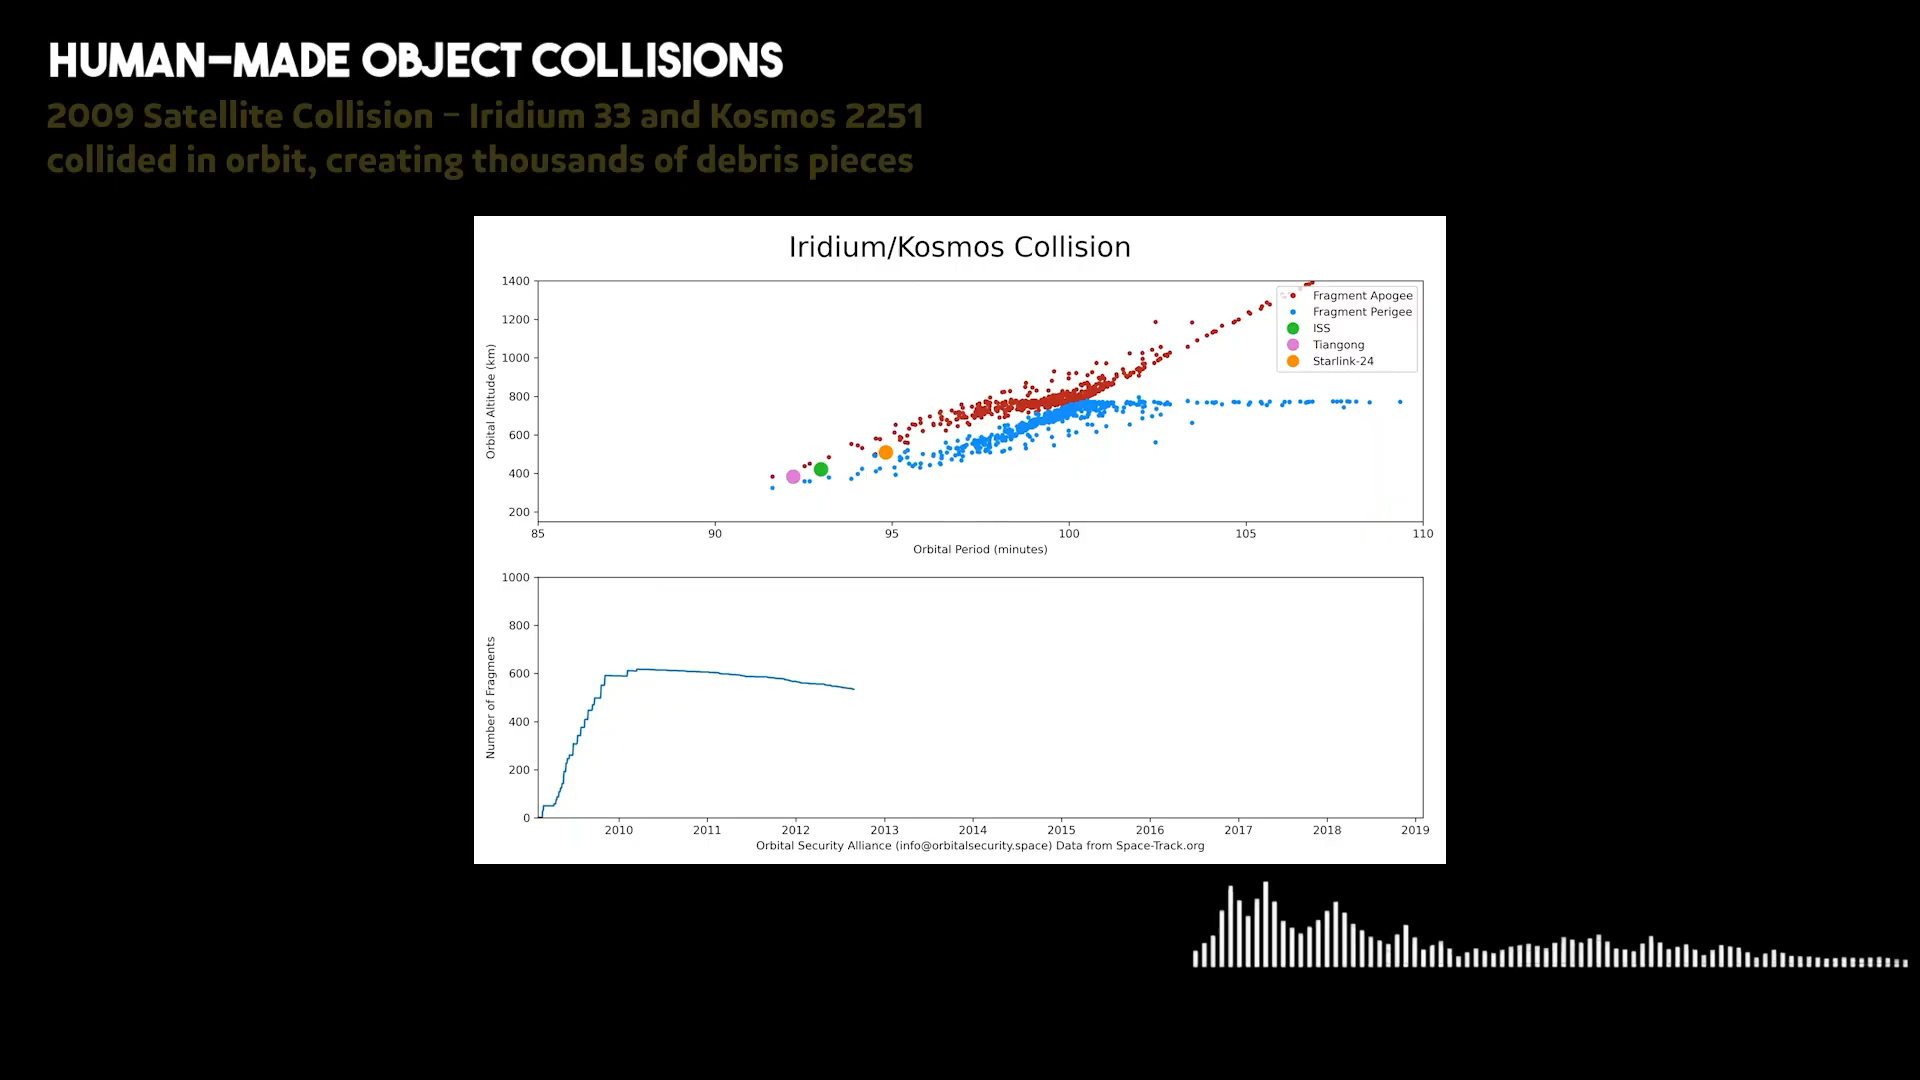 HUMAN-MADE OBJECT COLLISIONS
2009 Satellite Collision - Iridium 33 and Kosmos 2251
collided in orbit, creating thousands of debris pieces
Iridium/Kosmos Collision
1400
1200
1000
800
600
400
200
Orbital Altitude (km)
Fragment Apogee
Fragment Perigee
ISS
Tiangong
Starlink-24
85 90 95 100 105 110
Orbital Period (minutes)
1000
800
600
400
200
0
Number of Fragments
2010 2011 2012 2013 2014 2015 2016 2017 2018 2019
Orbital Security Alliance (info@orbitalsecurity.space) Data from Space-Track.org